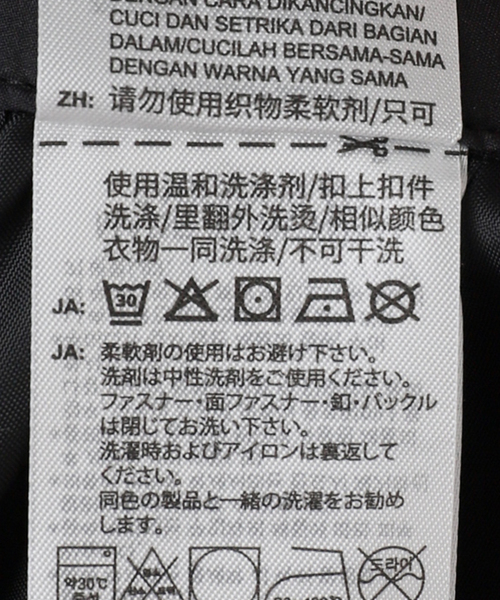 DENGAN CARA DIKANCINGKAN/
CUCI DAN SETRIKA DARI BAGIAN
DALAM/CUCILAH BERSAMA-SAMA
DENGAN WARNA YANG SAMA
ZH: 请勿使用织物柔软剂/只可
使用温和洗涤剂/扣上扣件
洗涤/里翻外洗烫/相似颜色
衣物一同洗涤/不可干洗
JA: 30
JA: 柔軟剤の使用はお避け下さい。
洗剤は中性洗剤をご使用ください。
ファスナー・面ファスナー・釦・バックル
は閉じてお洗い下さい。
洗濯時およびアイロンは裏返して
ください。
同色の製品と一緒の洗濯をお勧め
します。
약30℃
중성
드라이